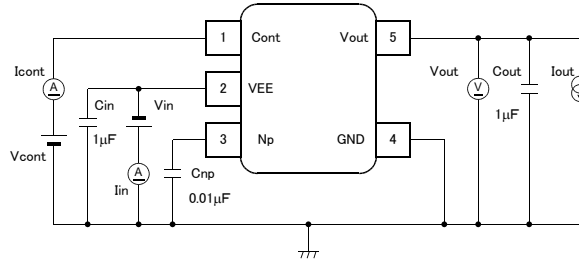 1 Cont Vout 5
Icont
A
Vout Cout Iout
2 VEE
Cin Vin
V
1μF
1μF
Vcont
3 Np GND 4
A
Iin
Cnp
0.01μF